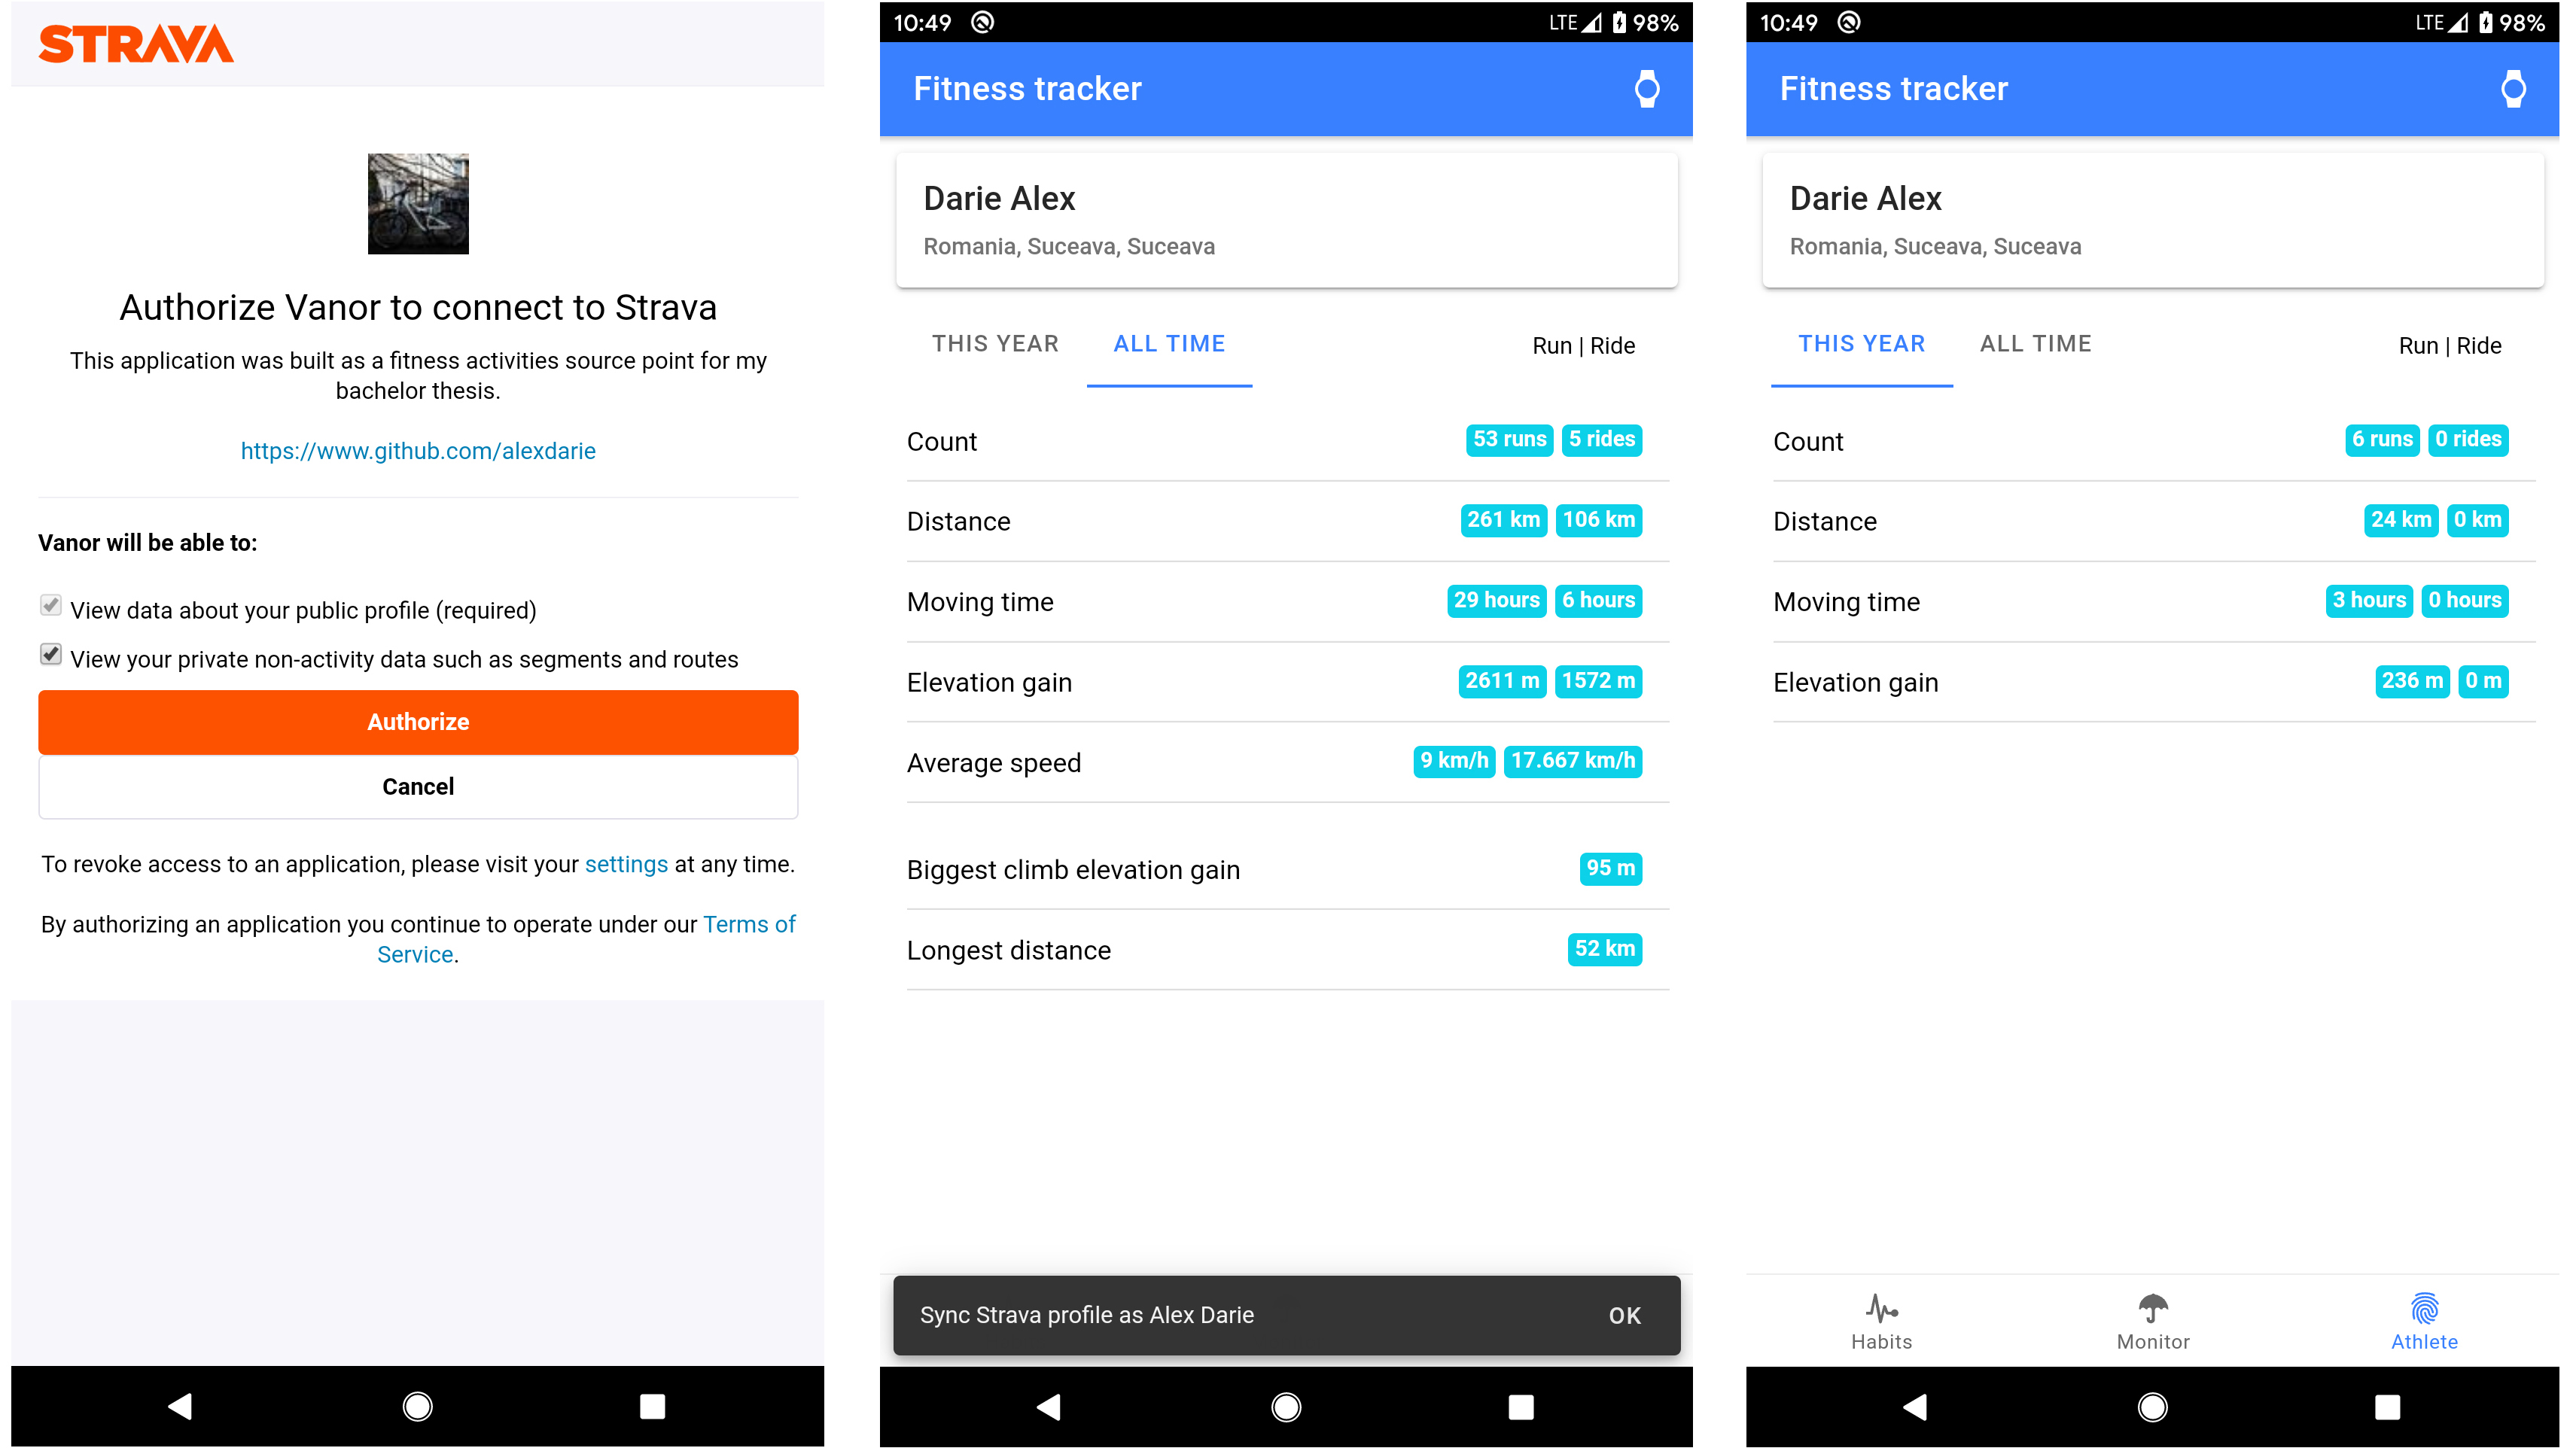 STRAVA
Authorize Vanor to connect to Strava
This application was built as a fitness activities source point for my
bachelor thesis.
https://www.github.com/alexdarie
Vanor will be able to:
View data about your public profile (required)
View your private non-activity data such as segments and routes
Authorize
Cancel
To revoke access to an application, please visit your settings at any time.
By authorizing an application you continue to operate under our Terms of
Service.
10:49 LTE 98%
Fitness tracker
Darie Alex
Romania, Suceava, Suceava
THIS YEAR ALL TIME Run | Ride
Count 53 runs 5 rides
Distance 261 km 106 km
Moving time 29 hours 6 hours
Elevation gain 2611 m 1572 m
Average speed 9 km/h 17.667 km/h
Biggest climb elevation gain 95 m
Longest distance 52 km
Sync Strava profile as Alex Darie OK
10:49 LTE 98%
Fitness tracker
Darie Alex
Romania, Suceava, Suceava
THIS YEAR ALL TIME Run | Ride
Count 6 runs 0 rides
Distance 24 km 0 km
Moving time 3 hours 0 hours
Elevation gain 236 m 0 m
Habits Monitor Athlete